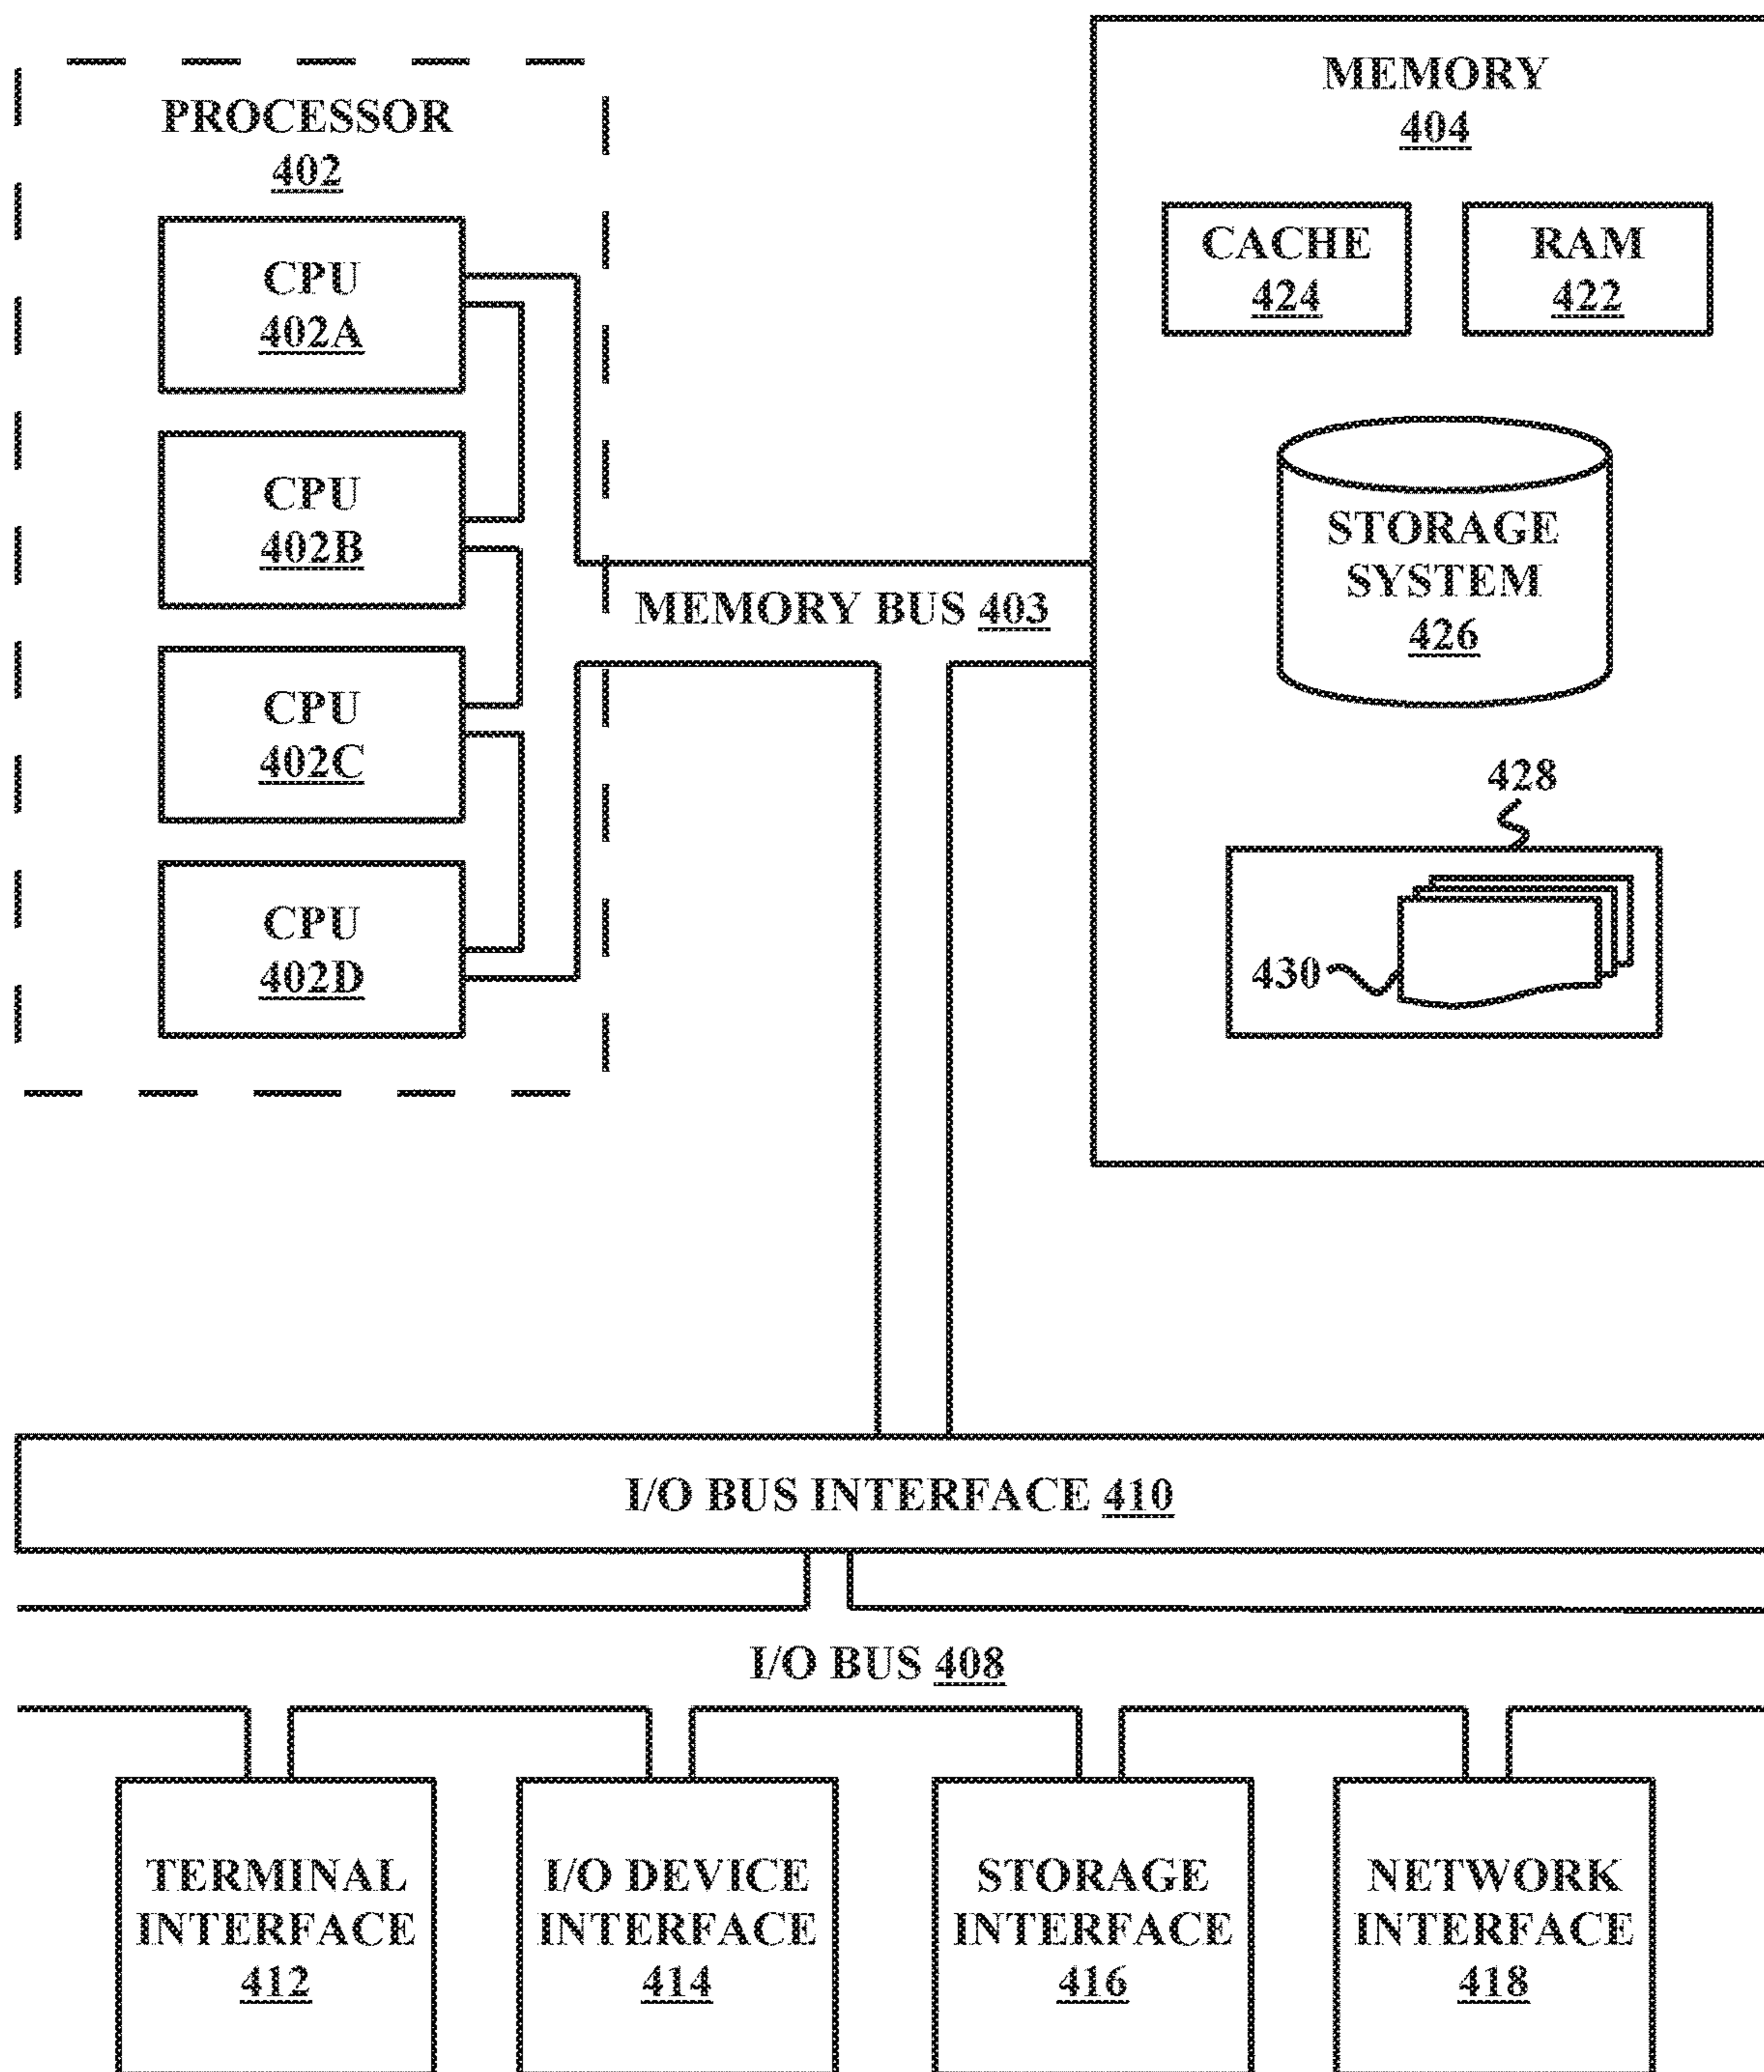 PROCESSOR
402
CPU
402A
CPU
402B
CPU
402C
CPU
402D
MEMORY BUS 403
MEMORY
404
CACHE
424
RAM
422
STORAGE
SYSTEM
426
428
430
I/O BUS INTERFACE 410
I/O BUS 408
TERMINAL
INTERFACE
412
I/O DEVICE
INTERFACE
414
STORAGE
INTERFACE
416
NETWORK
INTERFACE
418